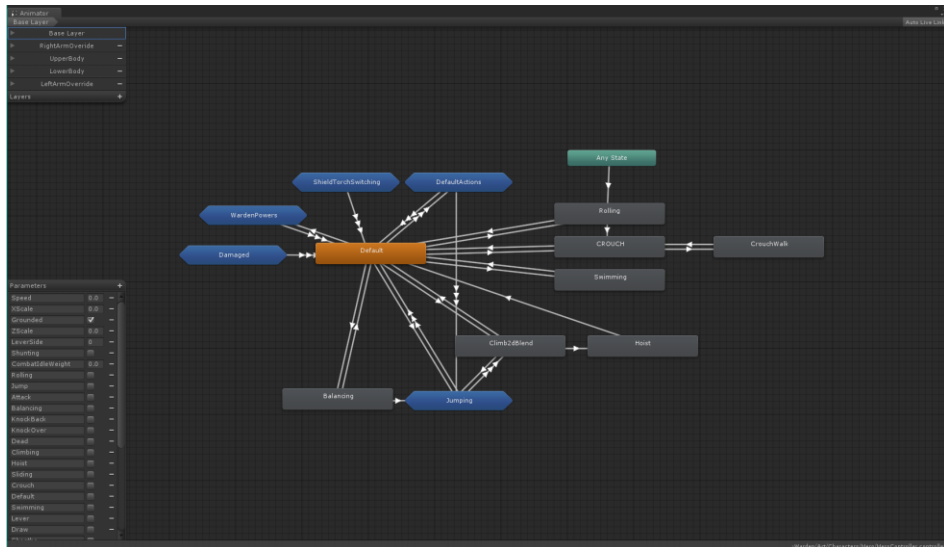 Animator
Base Layer
Auto Live Link
Base Layer
RightArmOveride
UpperBody
LowerBody
LeftArmOverride
Layers
Any State
ShieldTorchSwitching
DefaultActions
WardenPowers
Rolling
Default
CROUCH
CrouchWalk
Damaged
Swimming
Climb2dBlend
Hoist
Balancing
Jumping
Parameters
Speed 0.0
XScale 0.0
Grounded
ZScale 0.0
LeverSide 0
Shunting
CombatIdleWeight 0.0
Rolling
Jump
Attack
Balancing
KnockBack
KnockOver
Dead
Climbing
Hoist
Sliding
Crouch
Default
Swimming
Lever
Draw